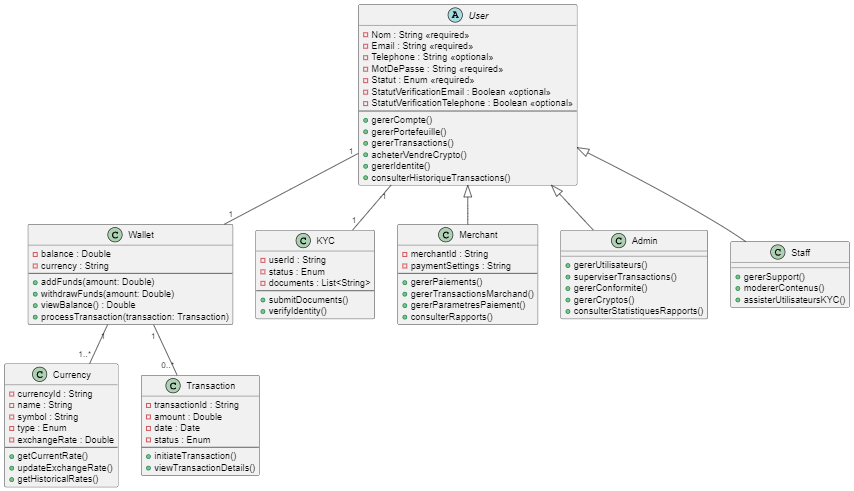 A User
Nom : String «required»
Email : String «required»
Telephone : String «optional»
MotDePasse : String «required»
Statut : Enum «required»
StatutVerificationEmail : Boolean «optional»
StatutVerificationTelephone : Boolean «optional»
gererCompte()
gererPortefeuille()
gererTransactions()
acheterVendreCrypto()
gererIdentite()
consulterHistoriqueTransactions()
1
1
1
1
C Wallet
balance : Double
currency : String
addFunds(amount: Double)
withdrawFunds(amount: Double)
viewBalance() : Double
processTransaction(transaction: Transaction)
C KYC
userId : String
status : Enum
documents : List<String>
submitDocuments()
verifyIdentity()
C Merchant
merchantId : String
paymentSettings : String
gererPaiements()
gererTransactionsMarchand()
gererParametresPaiement()
consulterRapports()
C Admin
gererUtilisateurs()
superviserTransactions()
gererConformite()
gererCryptos()
consulterStatistiquesRapports()
C Staff
gererSupport()
modererContenus()
assisterUtilisateursKYC()
1
1
1..*
0..*
C Currency
currencyId : String
name : String
symbol : String
type : Enum
exchangeRate : Double
getCurrentRate()
updateExchangeRate()
getHistoricalRates()
C Transaction
transactionId : String
amount : Double
date : Date
status : Enum
initiateTransaction()
viewTransactionDetails()